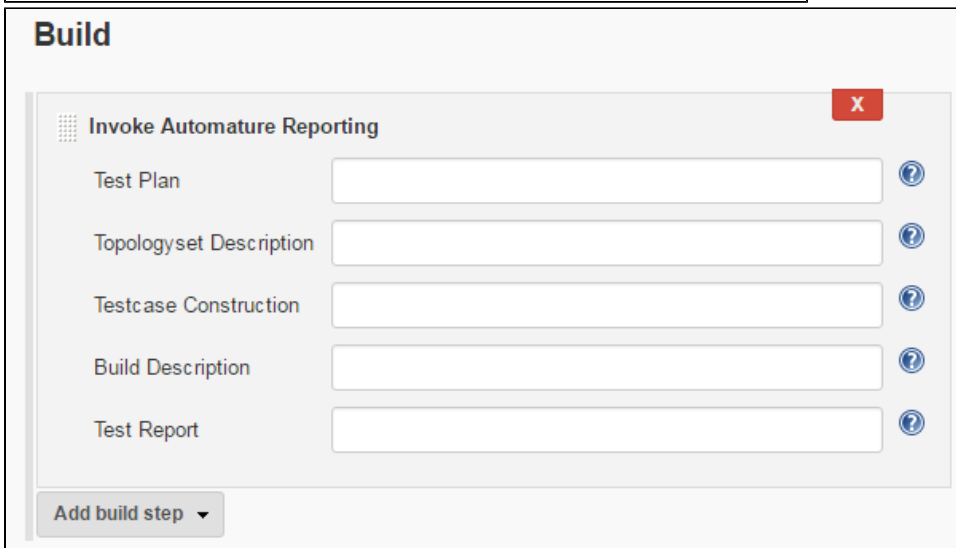 Build
X
Invoke Automature Reporting
Test Plan
?
Topologyset Description
?
Testcase Construction
?
Build Description
?
Test Report
?
Add build step